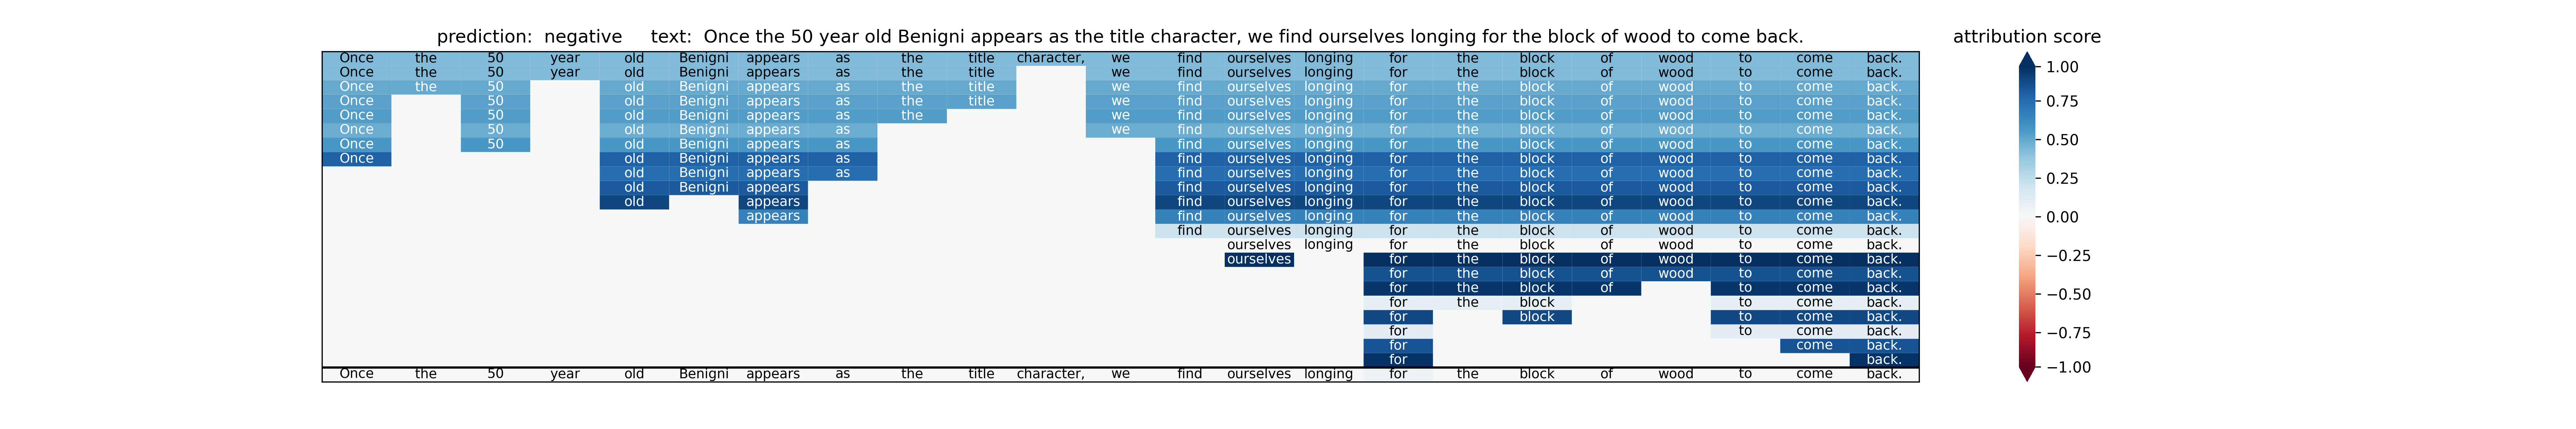 prediction:  negative     text:  Once the 50 year old Benigni appears as the title character, we find ourselves longing for the block of wood to come back.
attribution score
Once the 50 year old Benigni appears as the title character, we find ourselves longing for the block of wood to come back.
Once the 50 year old Benigni appears as the title we find ourselves longing for the block of wood to come back.
Once the 50 old Benigni appears as the title we find ourselves longing for the block of wood to come back.
Once 50 old Benigni appears as the title we find ourselves longing for the block of wood to come back.
Once 50 old Benigni appears as the we find ourselves longing for the block of wood to come back.
Once 50 old Benigni appears as we find ourselves longing for the block of wood to come back.
Once 50 old Benigni appears as find ourselves longing for the block of wood to come back.
Once old Benigni appears as find ourselves longing for the block of wood to come back.
old Benigni appears as find ourselves longing for the block of wood to come back.
old Benigni appears find ourselves longing for the block of wood to come back.
old appears find ourselves longing for the block of wood to come back.
appears find ourselves longing for the block of wood to come back.
find ourselves longing for the block of wood to come back.
ourselves longing for the block of wood to come back.
ourselves for the block of wood to come back.
for the block of wood to come back.
for the block of to come back.
for the block to come back.
for block to come back.
for to come back.
for come back.
for back.
Once the 50 year old Benigni appears as the title character, we find ourselves longing for the block of wood to come back.
1.00
0.75
0.50
0.25
0.00
−0.25
−0.50
−0.75
−1.00